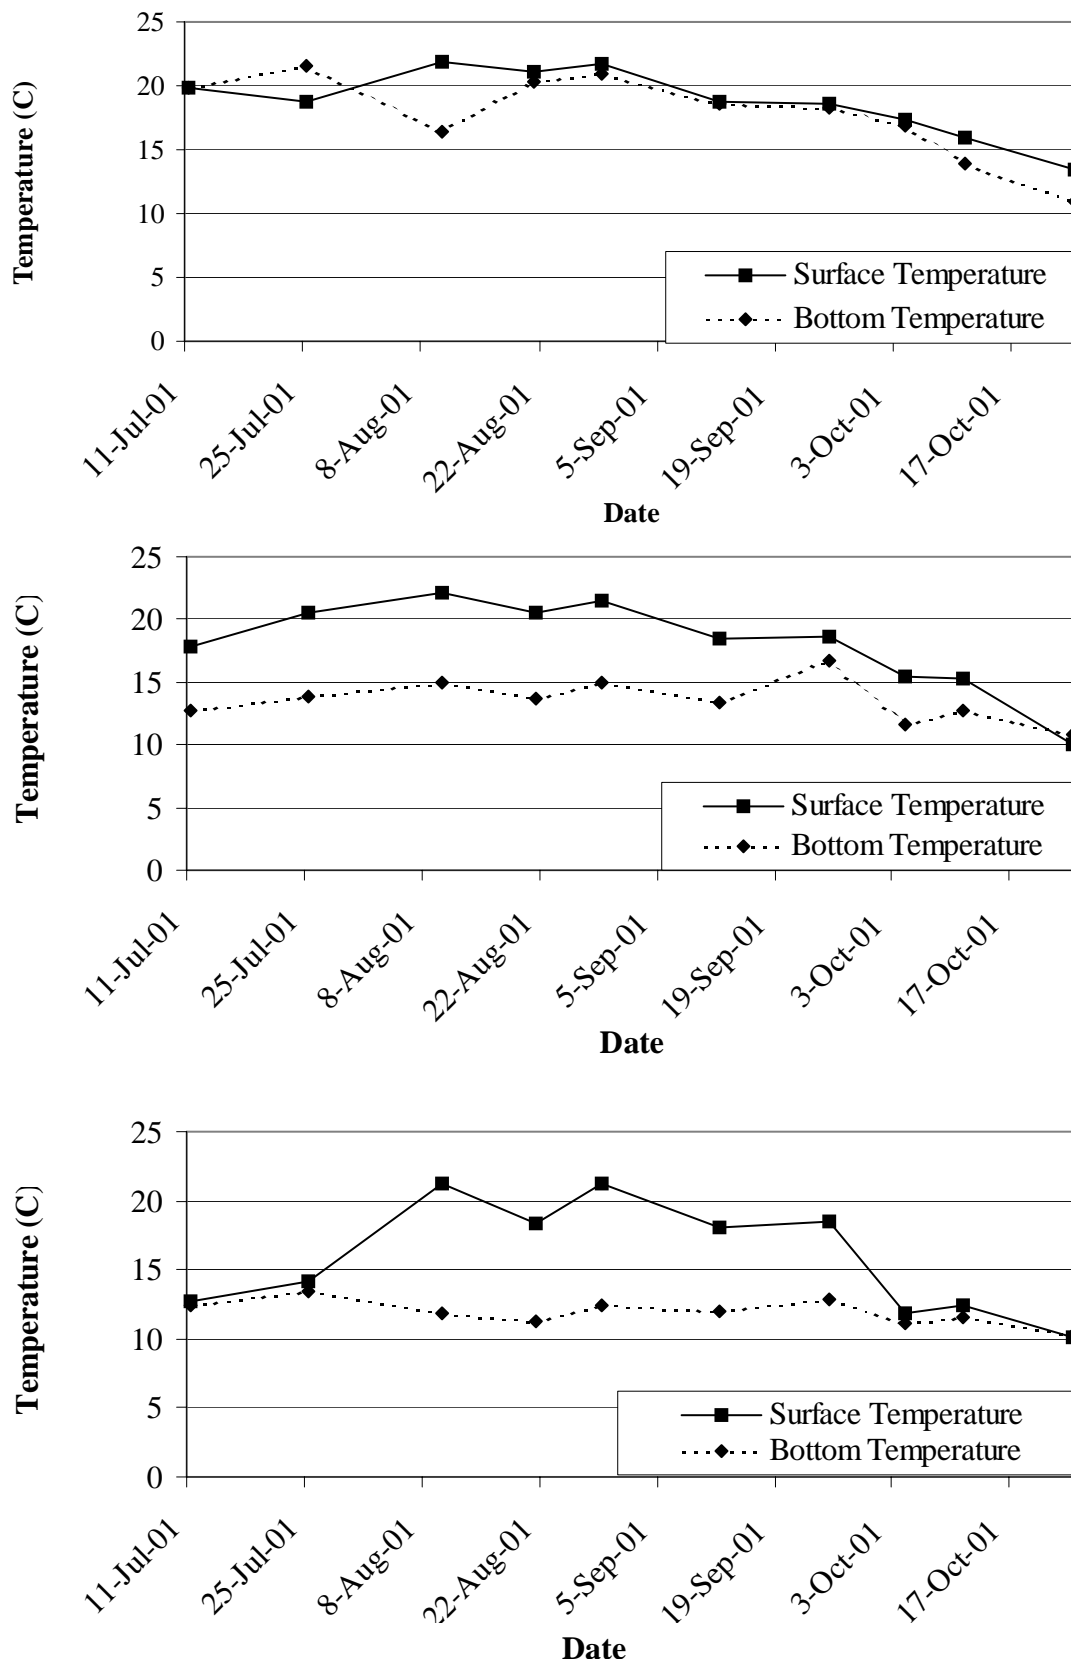 25
20
15
10
5
0
Temperature (C)
Surface Temperature
Bottom Temperature
11-Jul-01
25-Jul-01
8-Aug-01
22-Aug-01
5-Sep-01
19-Sep-01
3-Oct-01
17-Oct-01
Date
25
20
15
10
5
0
Temperature (C)
Surface Temperature
Bottom Temperature
11-Jul-01
25-Jul-01
8-Aug-01
22-Aug-01
5-Sep-01
19-Sep-01
3-Oct-01
17-Oct-01
Date
25
20
15
10
5
0
Temperature (C)
Surface Temperature
Bottom Temperature
11-Jul-01
25-Jul-01
8-Aug-01
22-Aug-01
5-Sep-01
19-Sep-01
3-Oct-01
17-Oct-01
Date